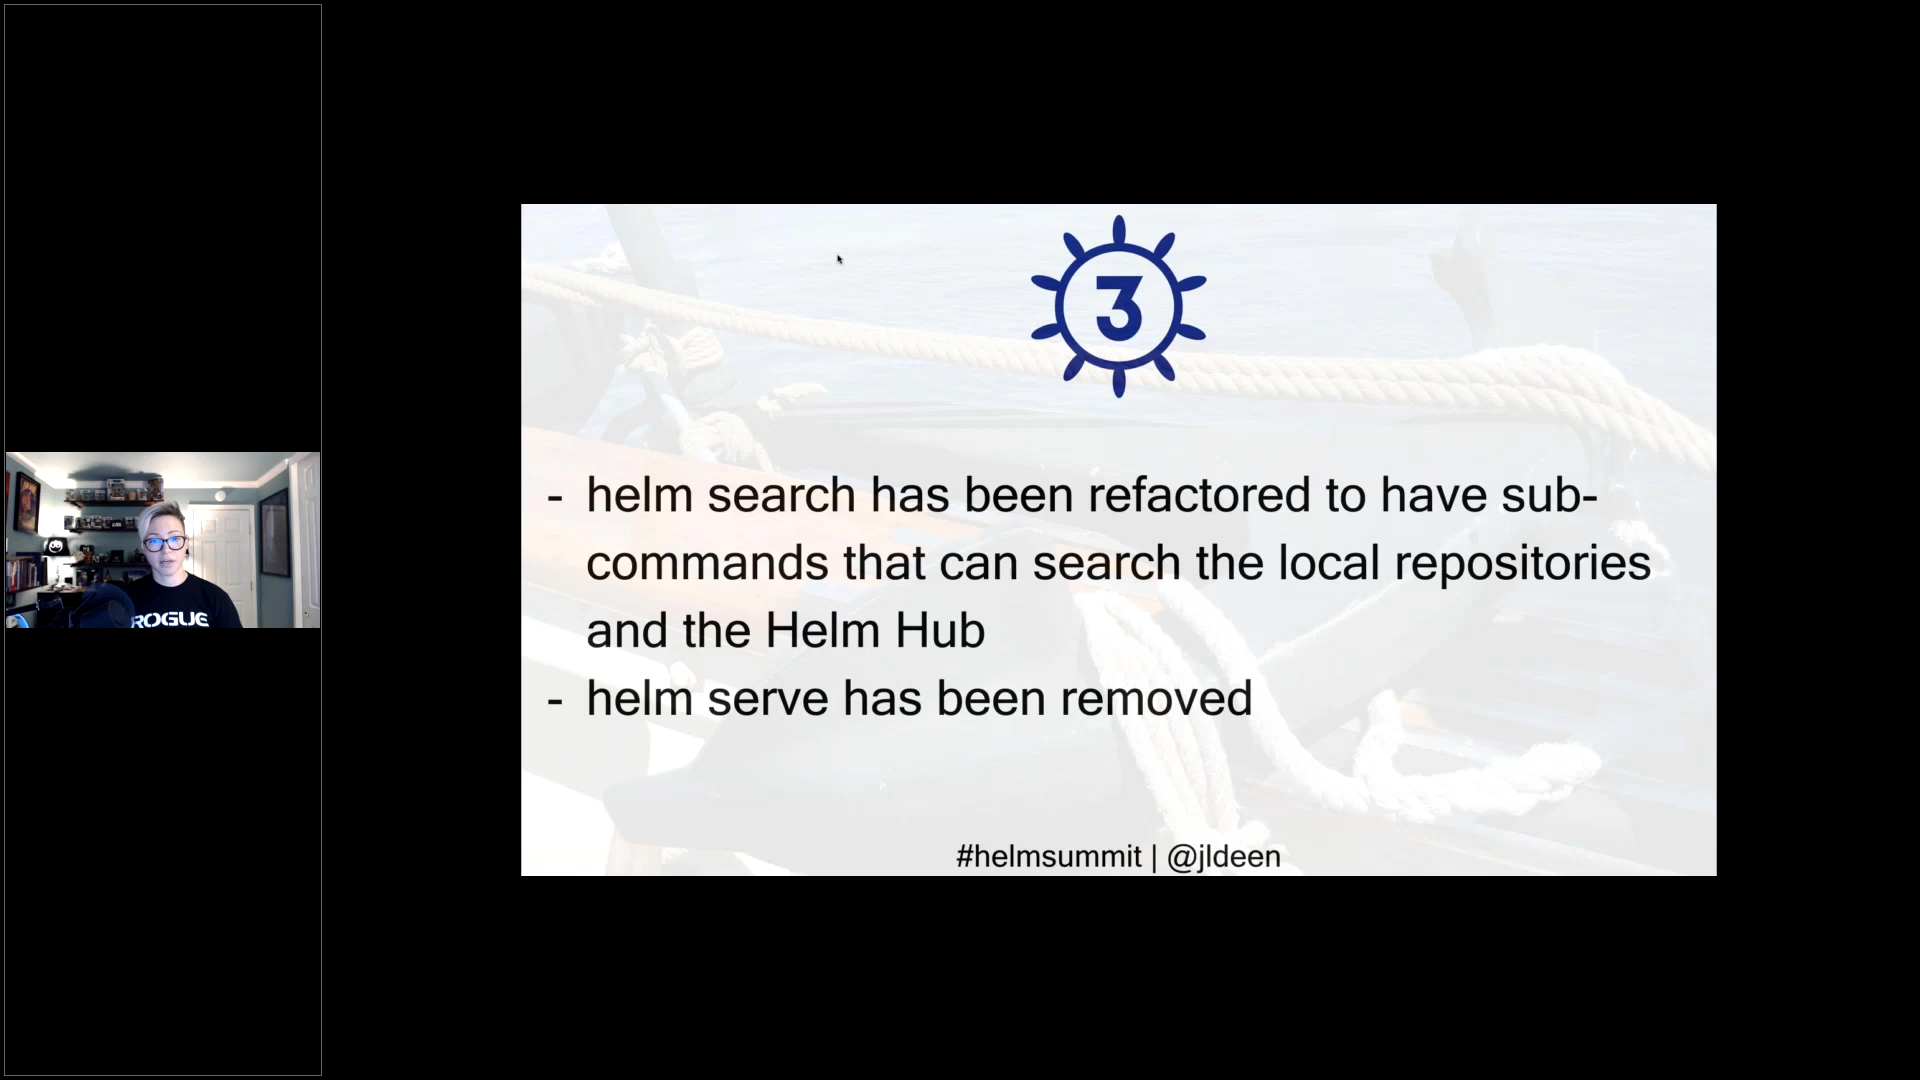 ROGUE
3
- helm search has been refactored to have sub-
commands that can search the local repositories
and the Helm Hub
- helm serve has been removed
#helmsummit | @jldeen